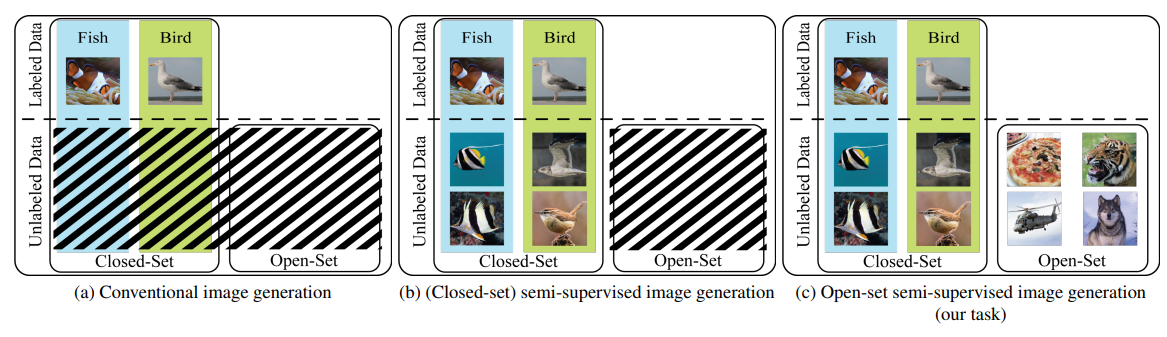 Labeled Data
Fish
Bird
Unlabeled Data
Closed-Set
Open-Set
(a) Conventional image generation
Labeled Data
Fish
Bird
Unlabeled Data
Closed-Set
Open-Set
(b) (Closed-set) semi-supervised image generation
Labeled Data
Fish
Bird
Unlabeled Data
Closed-Set
Open-Set
(c) Open-set semi-supervised image generation
(our task)